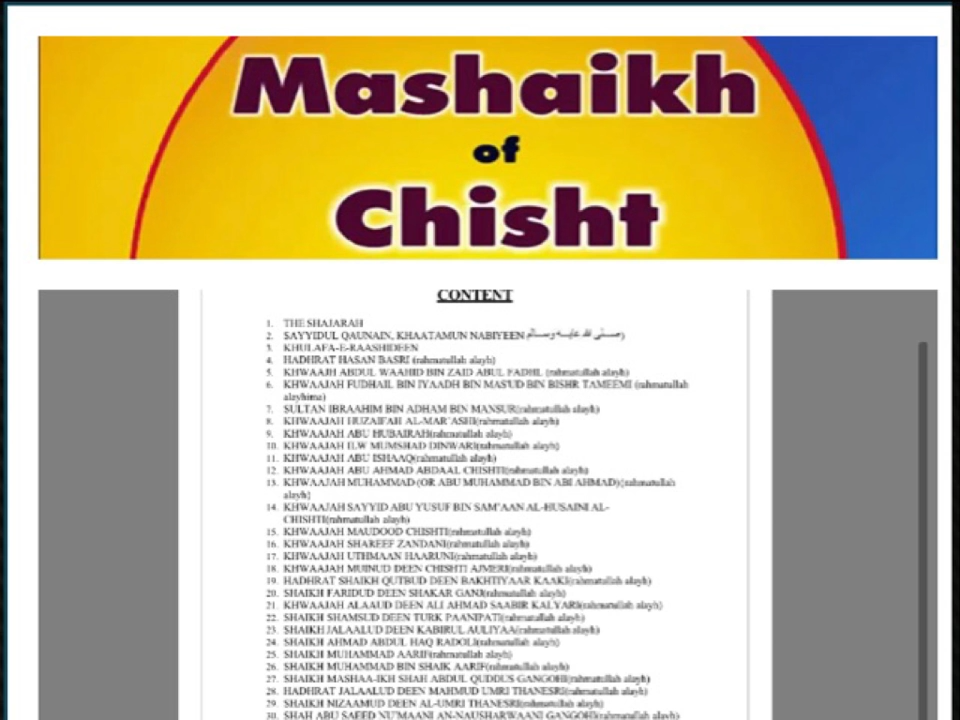 Mashaikh
of
Chisht
CONTENT
1. THE SHAJARAH
2. SAYYIDUL QAUNAIN, KHAATAMUN NABIYEEN صلى الله عليه وسلم)
3. KHULAFA-E-RAASHIDEEN
4. HADHRAT HASAN BASRI (rahmatullah alayh)
5. KHWAAJH ABDUL WAAHID BIN ZAID ABUL FADHL (rahmatullah alayh)
6. KHWAAJAH FUDHAIL BIN IYAADH BIN MAS'UD BIN BISHR TAMEEMI (rahmatullah
alayhima)
7. SULTAN IBRAAHIM BIN ADHAM BIN MANSUR(rahmatullah alayh)
8. KHWAAJAH HUZAIFAH AL-MAR'ASHI(rahmatullah alayh)
9. KHWAAJAH ABU HUBAIRAH(rahmatullah alayh)
10. KHWAAJAH ILW MUMSHAD DINWARI(rahmatullah alayh)
11. KHWAAJAH ABU ISHAAQ(rahmatullah alayh)
12. KHWAAJAH ABU AHMAD ABDAAL CHISHTI(rahmatullah alayh)
13. KHWAAJAH MUHAMMAD (OR ABU MUHAMMAD BIN ABI AHMAD)(rahmatullah
alayh)
14. KHWAAJAH SAYYID ABU YUSUF BIN SAM'AAN AL-HUSAINI AL-
CHISHTI(rahmatullah alayh)
15. KHWAAJAH MAUDOOD CHISHTI(rahmatullah alayh)
16. KHWAAJAH SHAREEF ZANDANI(rahmatullah alayh)
17. KHWAAJAH UTHMAAN HAARUNI(rahmatullah alayh)
18. KHWAAJAH MUINUD DEEN CHISHTI AJMERI(rahmatullah alayh)
19. HADHRAT SHAIKH QUTBUD DEEN BAKHTIYAAR KAAKI(rahmatullah alayh)
20. SHAIKH FARIDUD DEEN SHAKAR GANJ(rahmatullah alayh)
21. KHWAAJAH ALAAUD DEEN ALI AHMAD SAABIR KALYARI(rahmatullah alayh)
22. SHAIKH SHAMSUD DEEN TURK PAANIPATI(rahmatullah alayh)
23. SHAIKH JALAALUD DEEN KABIRUL AULIYAA(rahmatullah alayh)
24. SHAIKH AHMAD ABDUL HAQ RADOLI(rahmatullah alayh)
25. SHAIKH MUHAMMAD AARIF(rahmatullah alayh)
26. SHAIKH MUHAMMAD BIN SHAIK AARIF(rahmatullah alayh)
27. SHAIKH MASHAA-IKH SHAH ABDUL QUDDUS GANGOHI(rahmatullah alayh)
28. HADHRAT JALAALUD DEEN MAHMUD UMRI THANESRI(rahmatullah alayh)
29. SHAIKH NIZAAMUD DEEN AL-UMRI THANESRI(rahmatullah alayh)
30. SHAH ABU SAEED NU'MAANI AN-NAUSHARWAANI GANGOHI(rahmatullah alayh)